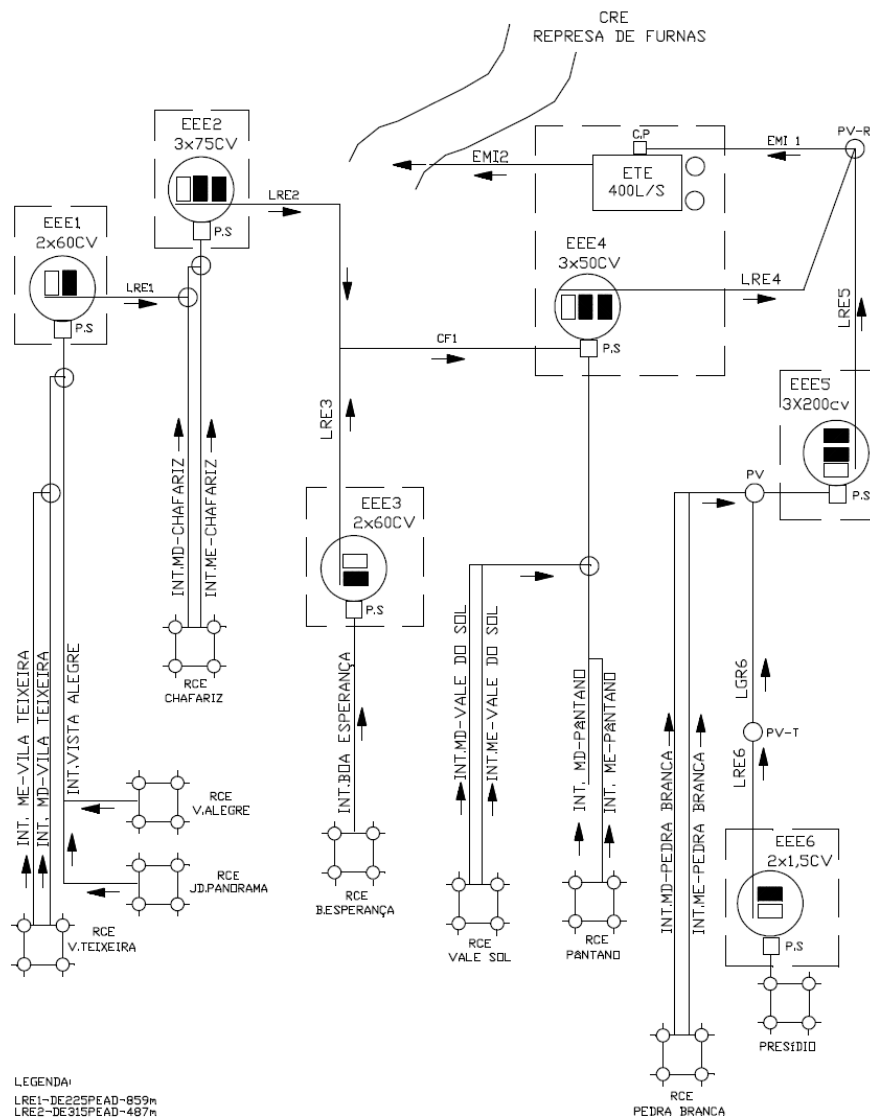 CRE
REPRESA DE FURNAS
EEE2
3x75CV
P.S
LRE2
EEE1
2x60CV
P.S
LRE1
C.P
EMI 1
PV-R
EMI2
ETE
400L/S
EEE4
3x50CV
P.S
LRE4
LRE5
CF1
LRE3
EEE5
3X200cv
P.S
PV
EEE3
2x60CV
P.S
INT.MD-CHAFARIZ
INT.ME-CHAFARIZ
RCE
CHAFARIZ
INT. ME-VILA TEIXEIRA
INT. MD-VILA TEIXEIRA
INT.VISTA ALEGRE
INT.BOA ESPERANÇA
INT.MD-VALE DO SOL
INT.ME-VALE DO SOL
INT. MD-PÂNTANO
INT. ME-PÂNTANO
INT.MD-PEDRA BRANCA
INT.ME-PEDRA BRANCA
LGR6
PV-T
LRE6
RCE
V.ALEGRE
RCE
JD.PANORAMA
RCE
V.TEIXEIRA
RCE
B.ESPERANÇA
RCE
VALE SOL
RCE
PÂNTANO
EEE6
2x1,5CV
P.S
PRESÍDIO
RCE
PEDRA BRANCA
LEGENDA:
LRE1-DE225PEAD-859m
LRE2-DE315PEAD-487m